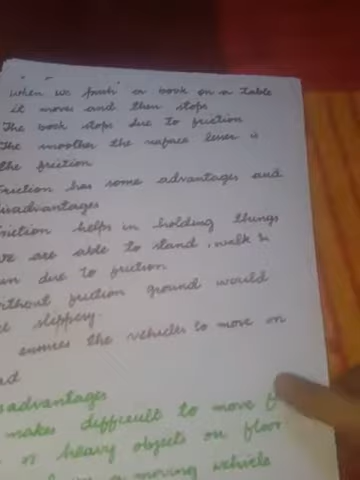 when we push a book on a table
it moves and then stops
The book stops due to friction
The smoother the surface lesser is
the friction
Friction has some advantages and
disadvantages
Friction helps in holding things
we are able to stand, walk &
run due to friction
without friction ground would
slippery.
ensures the vehicles to move on
advantages
makes difficult to move
heavy objects on floor
a moving vehicle